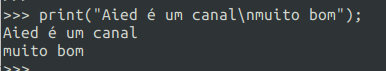 >>> print("Aied é um canal\nmuito bom");
Aied é um canal
muito bom
>>>